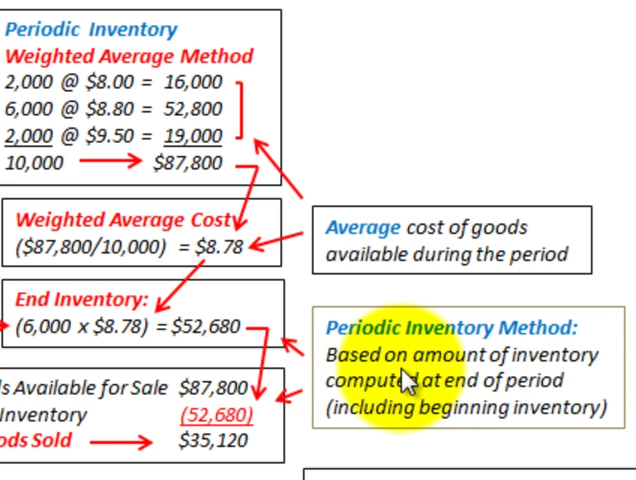 Periodic Inventory
Weighted Average Method
2,000 @ $8.00 = 16,000
6,000 @ $8.80 = 52,800
2,000 @ $9.50 = 19,000
10,000 $87,800
Weighted Average Cost
($87,800/10,000) = $8.78
Average cost of goods
available during the period
End Inventory:
(6,000 x $8.78) = $52,680
Periodic Inventory Method:
Based on amount of inventory
computed at end of period
(including beginning inventory)
s Available for Sale $87,800
Inventory (52,680)
ods Sold $35,120